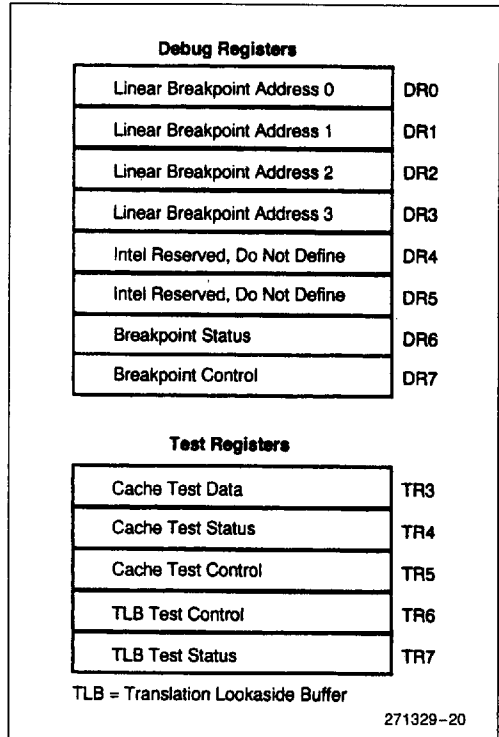 Debug Registers
Linear Breakpoint Address 0 DR0
Linear Breakpoint Address 1 DR1
Linear Breakpoint Address 2 DR2
Linear Breakpoint Address 3 DR3
Intel Reserved, Do Not Define DR4
Intel Reserved, Do Not Define DR5
Breakpoint Status DR6
Breakpoint Control DR7
Test Registers
Cache Test Data TR3
Cache Test Status TR4
Cache Test Control TR5
TLB Test Control TR6
TLB Test Status TR7
TLB = Translation Lookaside Buffer
271329–20